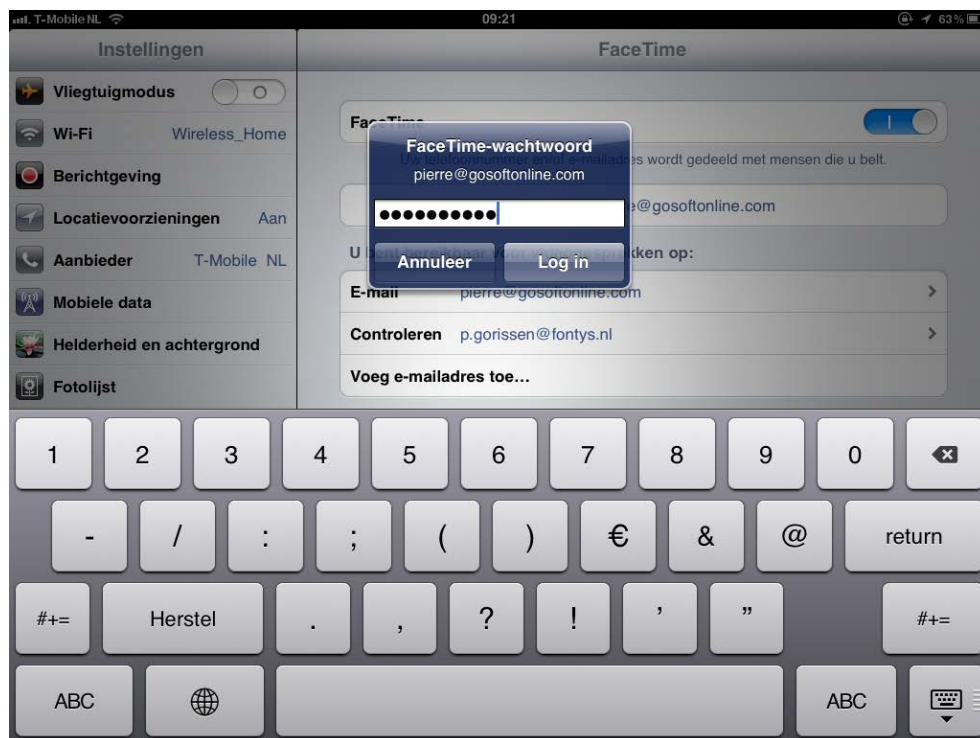 T-Mobile NL 09:21 63%
Instellingen FaceTime
Vliegtuigmodus
Wi-Fi Wireless_Home
Berichtgeving
Locatievoorzieningen Aan
Aanbieder T-Mobile NL
Mobiele data
Helderheid en achtergrond
Fotolijst
FaceTime
wordt gedeeld met mensen die u belt.
FaceTime-wachtwoord
pierre@gosoftonline.com
●●●●●●●●●●
Annuleer Log in
e@gosoftonline.com
kken op:
E-mail pierre@gosoftonline.com
Controleren p.gorissen@fontys.nl
Voeg e-mailadres toe...
1 2 3 4 5 6 7 8 9 0
- / : ; ( ) € & @ return
#+= Herstel . , ? ! ’ ” #+=
ABC ABC